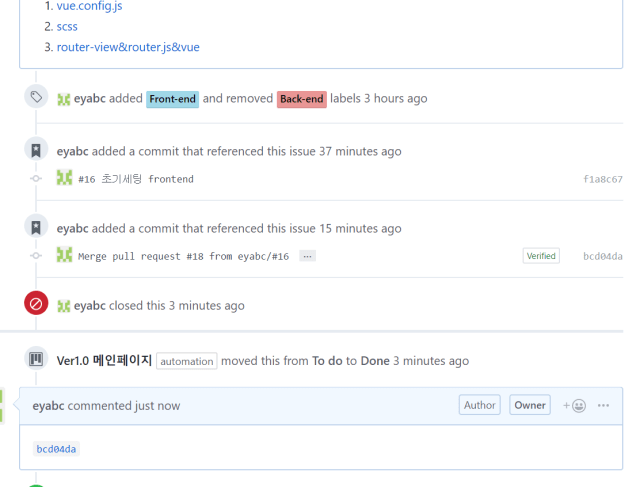 1. vue.config.js
2. scss
3. router-view&router.js&vue
eyabc added Front-end and removed Back-end labels 3 hours ago
eyabc added a commit that referenced this issue 37 minutes ago
#16 초기세팅 frontend f1a8c67
eyabc added a commit that referenced this issue 15 minutes ago
Merge pull request #18 from eyabc/#16 ... Verified bcd04da
eyabc closed this 3 minutes ago
Ver1.0 메인페이지 automation moved this from To do to Done 3 minutes ago
eyabc commented just now Author Owner + ...
bcd04da